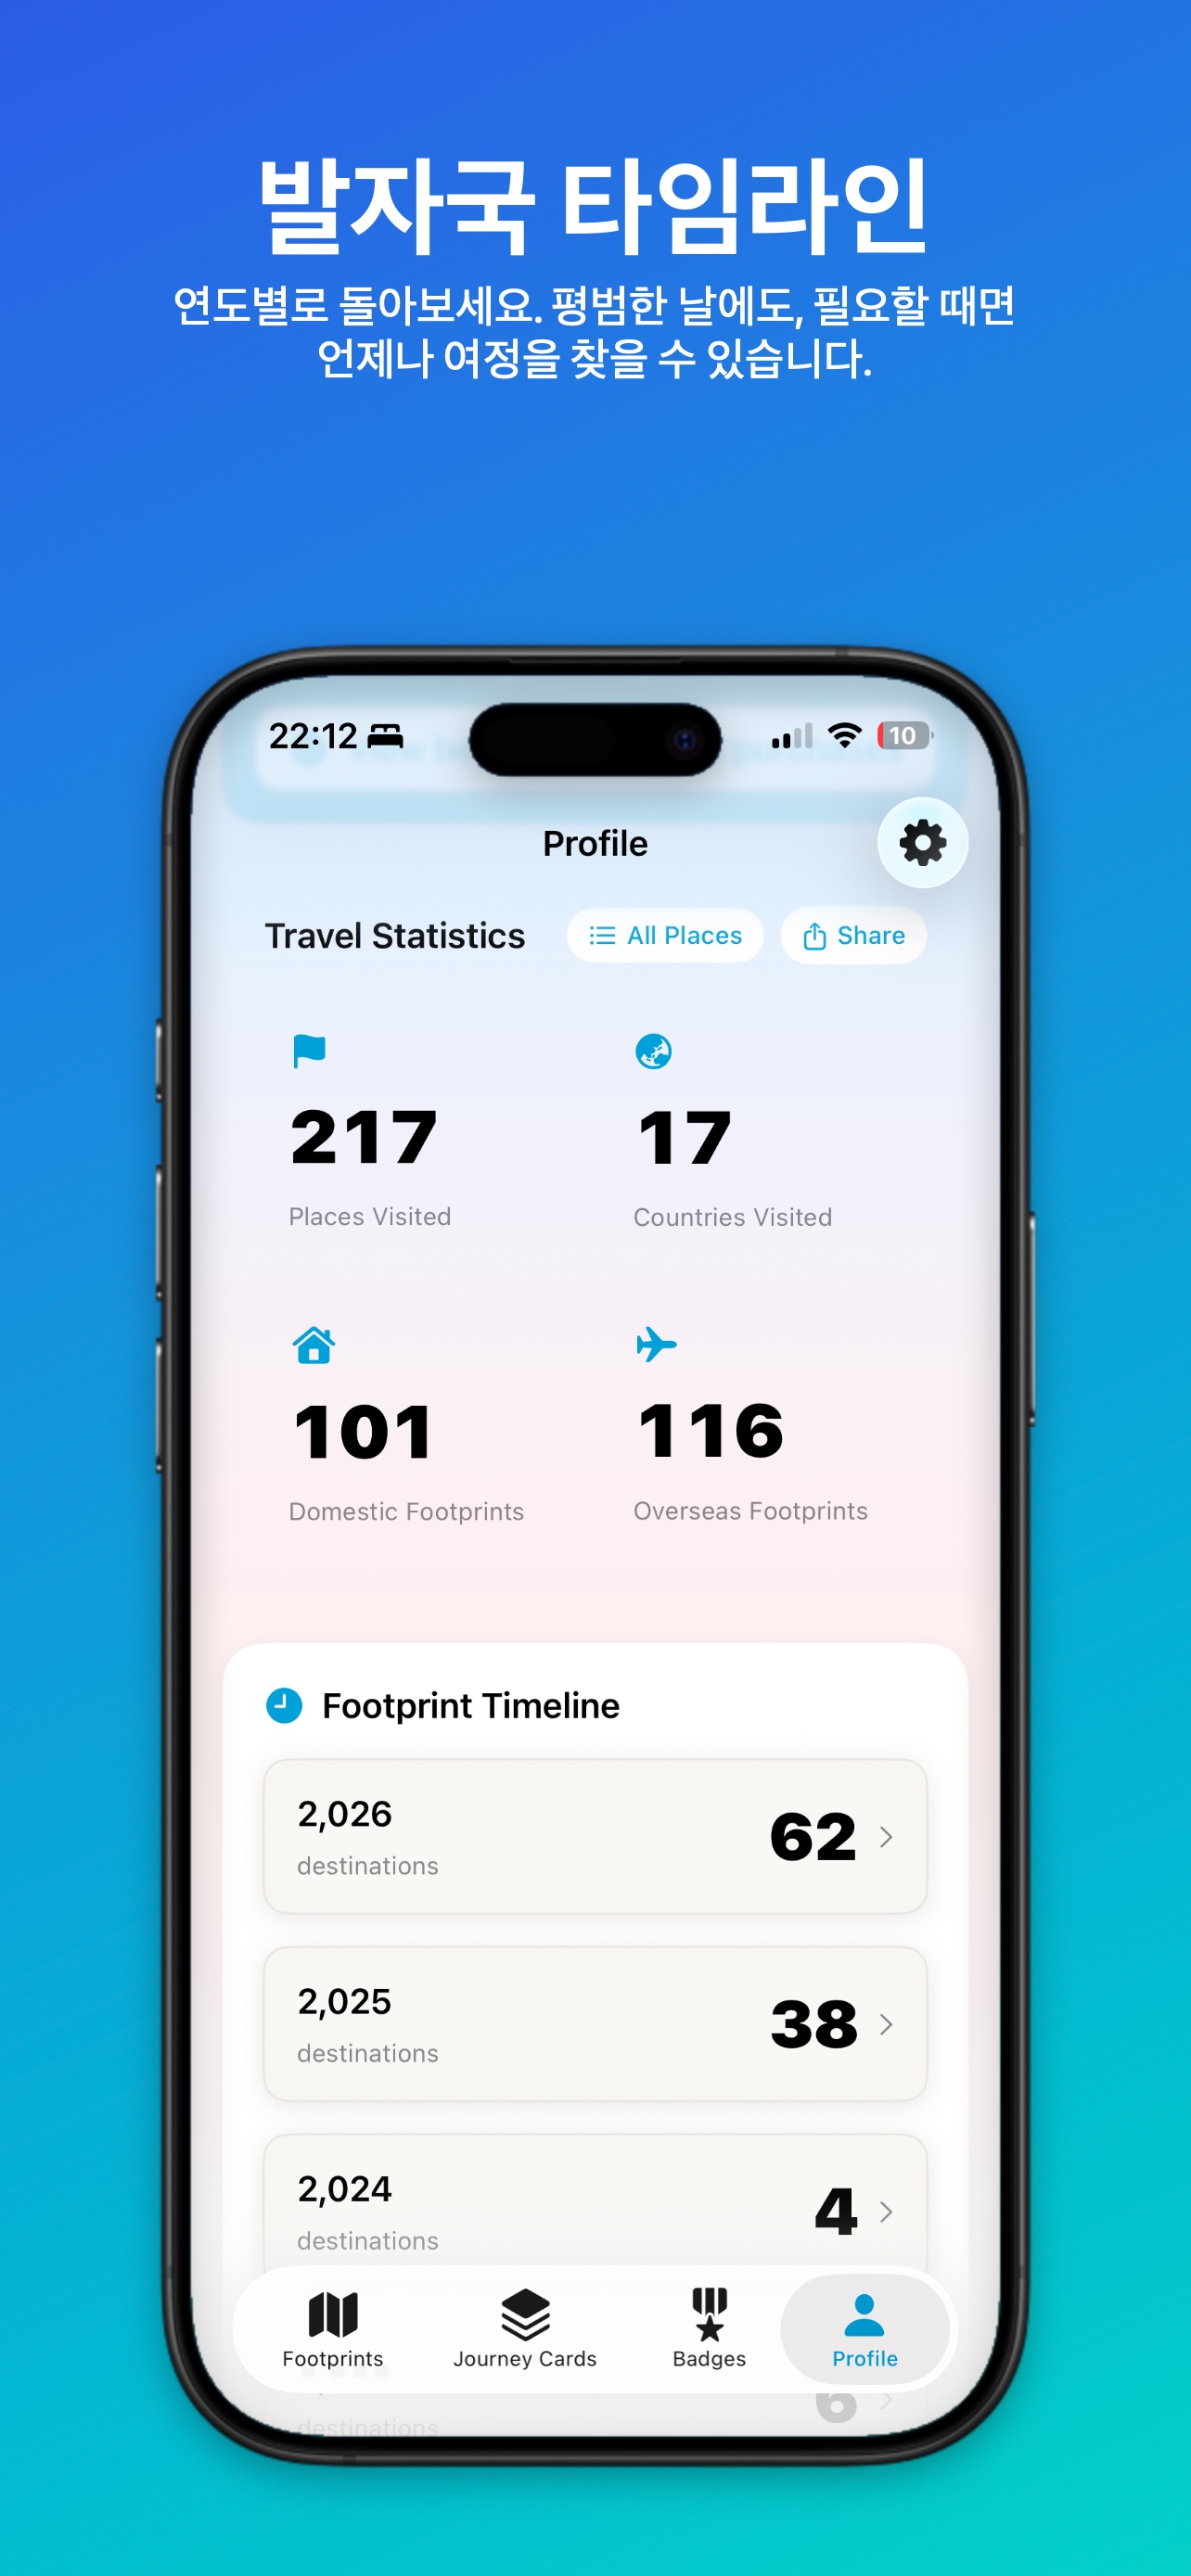 발자국 타임라인
연도별로 돌아보세요. 평범한 날에도, 필요할 때면
언제나 여정을 찾을 수 있습니다.
22:12 10
Profile
Travel Statistics All Places Share
217 17
Places Visited Countries Visited
101 116
Domestic Footprints Overseas Footprints
Footprint Timeline
2,026
destinations 62
2,025
destinations 38
2,024
destinations 4
Footprints Journey Cards Badges Profile
destinations 6